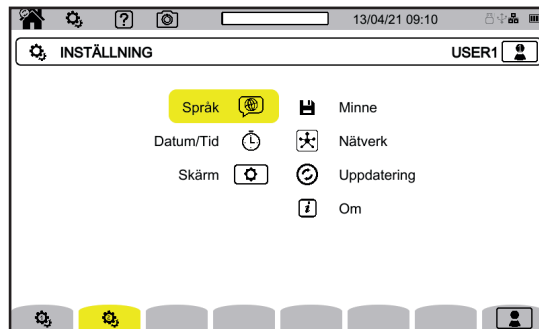 13/04/21 09:10
INSTÄLLNING USER1
Språk Minne
Datum/Tid Nätverk
Skärm Uppdatering
Om